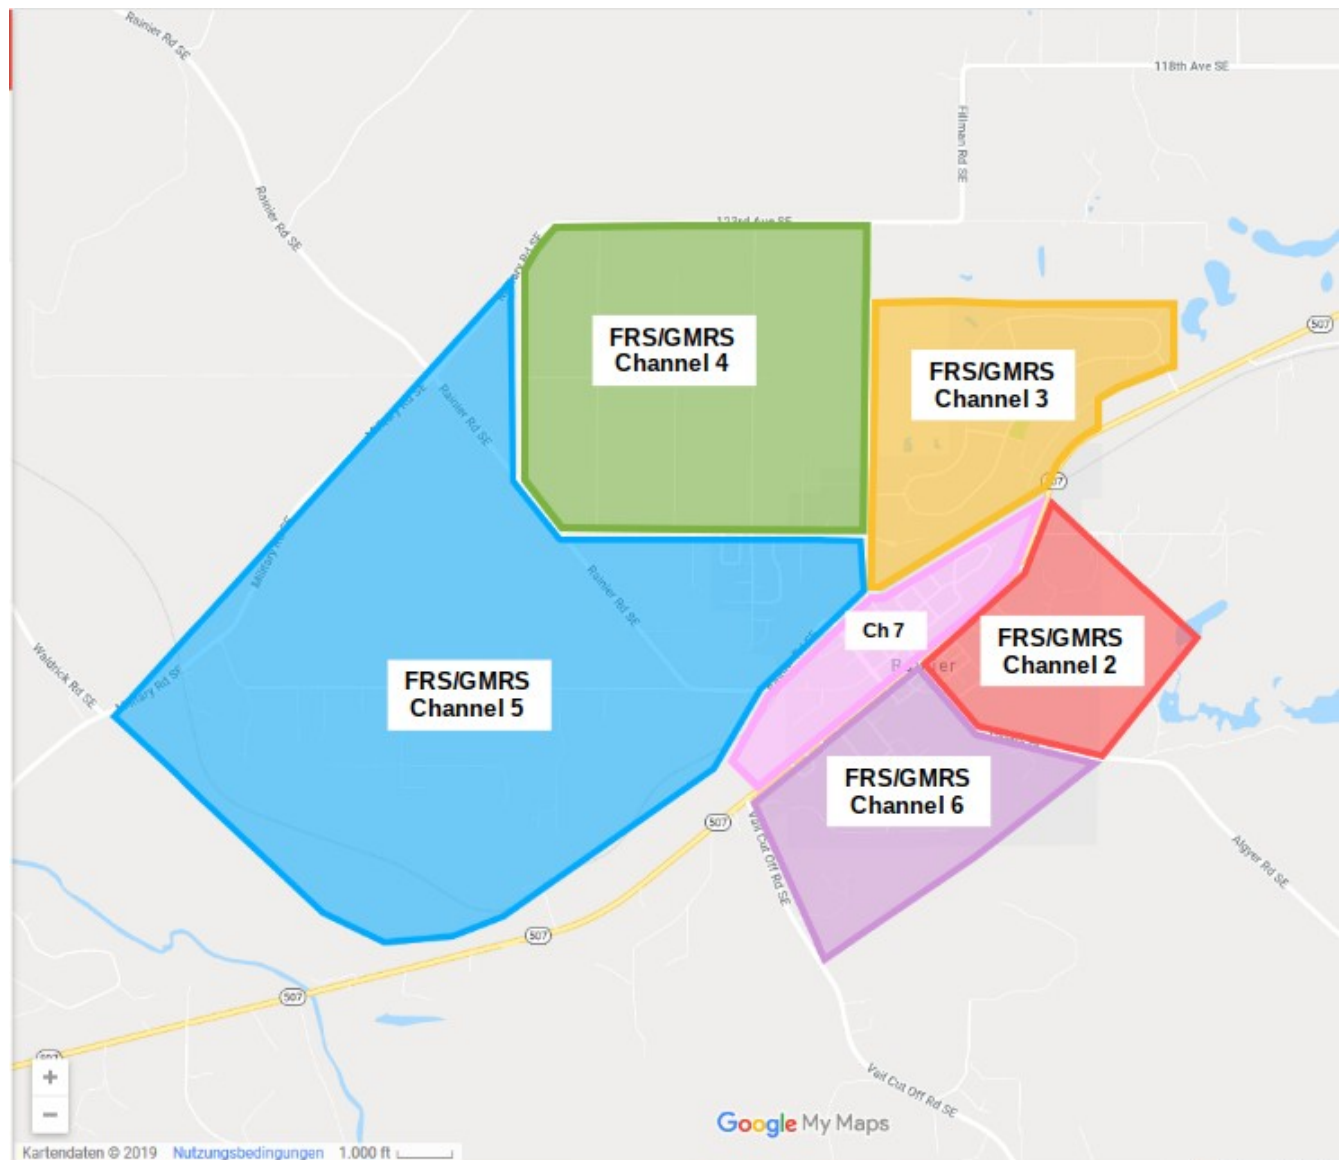 Rainier Rd SE
118th Ave SE
Fillman Rd SE
Rainier Rd SE
123rd Ave SE
507
FRS/GMRS
Channel 4
FRS/GMRS
Channel 3
Rainier Rd SE
Military Rd SE
507
Military Rd SE
Rainier Rd SE
Ch 7
FRS/GMRS
Channel 2
Waldrick Rd SE
Military Rd SE
FRS/GMRS
Channel 5
FRS/GMRS
Channel 6
507
Vail Cut Off Rd SE
Algyer Rd SE
507
507
507
+
−
Vail Cut Off Rd SE
Google My Maps
Kartendaten © 2019 Nutzungsbedingungen 1.000 ft